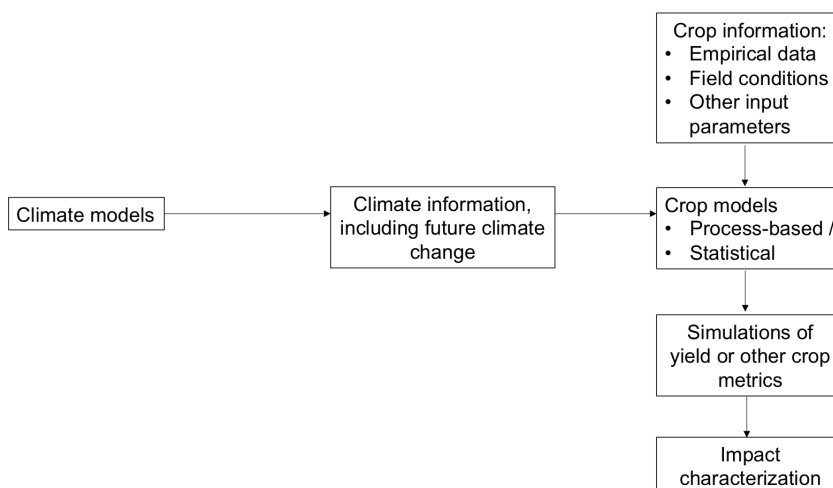 Crop information:
• Empirical data
• Field conditions
• Other input
parameters
Climate models
Climate information,
including future climate
change
Crop models
• Process-based /
• Statistical
Simulations of
yield or other crop
metrics
Impact
characterization